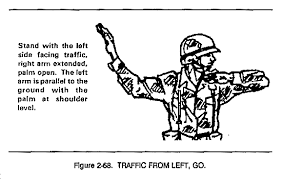 Stand with the left
side facing traffic,
right arm extended,
palm open. The left
arm is parallel to the
ground with the
palm at shoulder
level.
Figure 2-68. TRAFFIC FROM LEFT, GO.